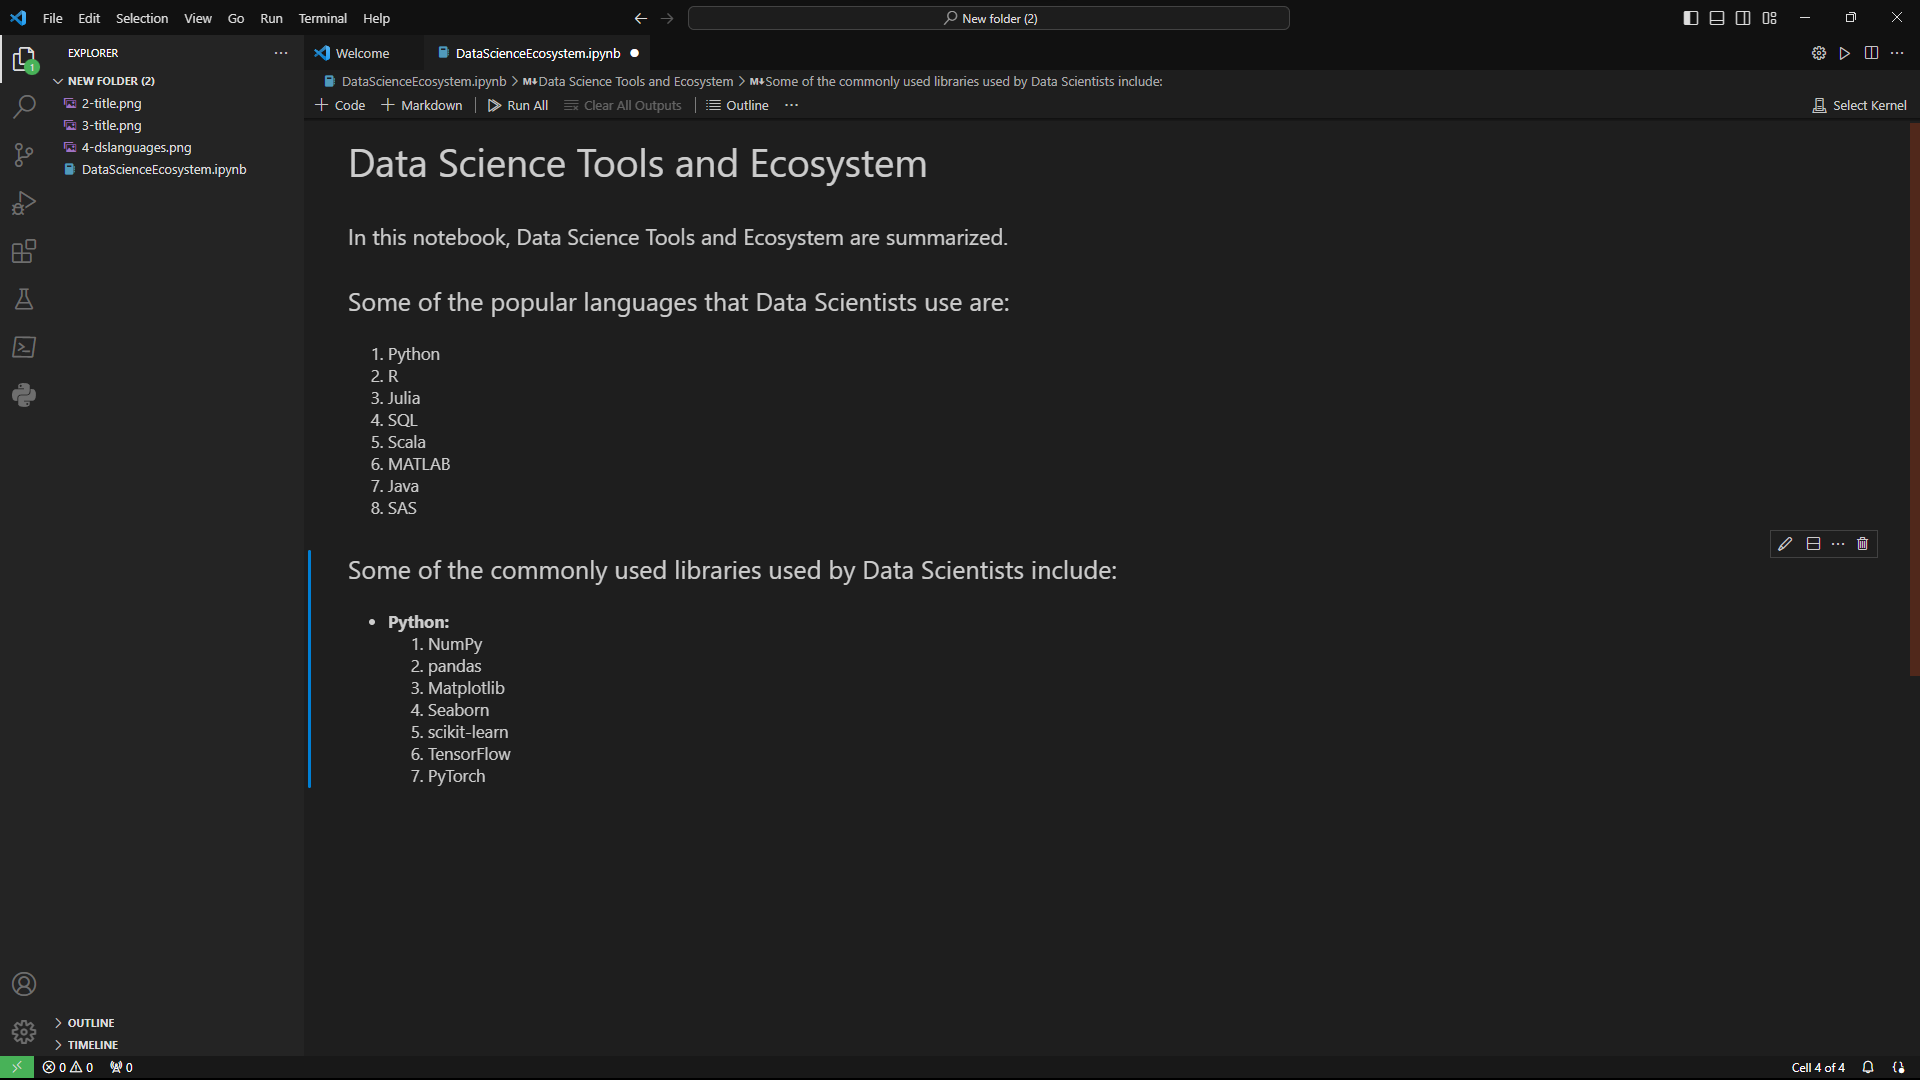 File Edit Selection View Go Run Terminal Help
New folder (2)
EXPLORER
NEW FOLDER (2)
2-title.png
3-title.png
4-dslanguages.png
DataScienceEcosystem.ipynb
1
Welcome
DataScienceEcosystem.ipynb
DataScienceEcosystem.ipynb > M↓Data Science Tools and Ecosystem > M↓Some of the commonly used libraries used by Data Scientists include:
+ Code + Markdown Run All Clear All Outputs Outline ... Select Kernel
Data Science Tools and Ecosystem
In this notebook, Data Science Tools and Ecosystem are summarized.
Some of the popular languages that Data Scientists use are:
1. Python
2. R
3. Julia
4. SQL
5. Scala
6. MATLAB
7. Java
8. SAS
Some of the commonly used libraries used by Data Scientists include:
• Python:
1. NumPy
2. pandas
3. Matplotlib
4. Seaborn
5. scikit-learn
6. TensorFlow
7. PyTorch
OUTLINE
TIMELINE
0 0 0
Cell 4 of 4